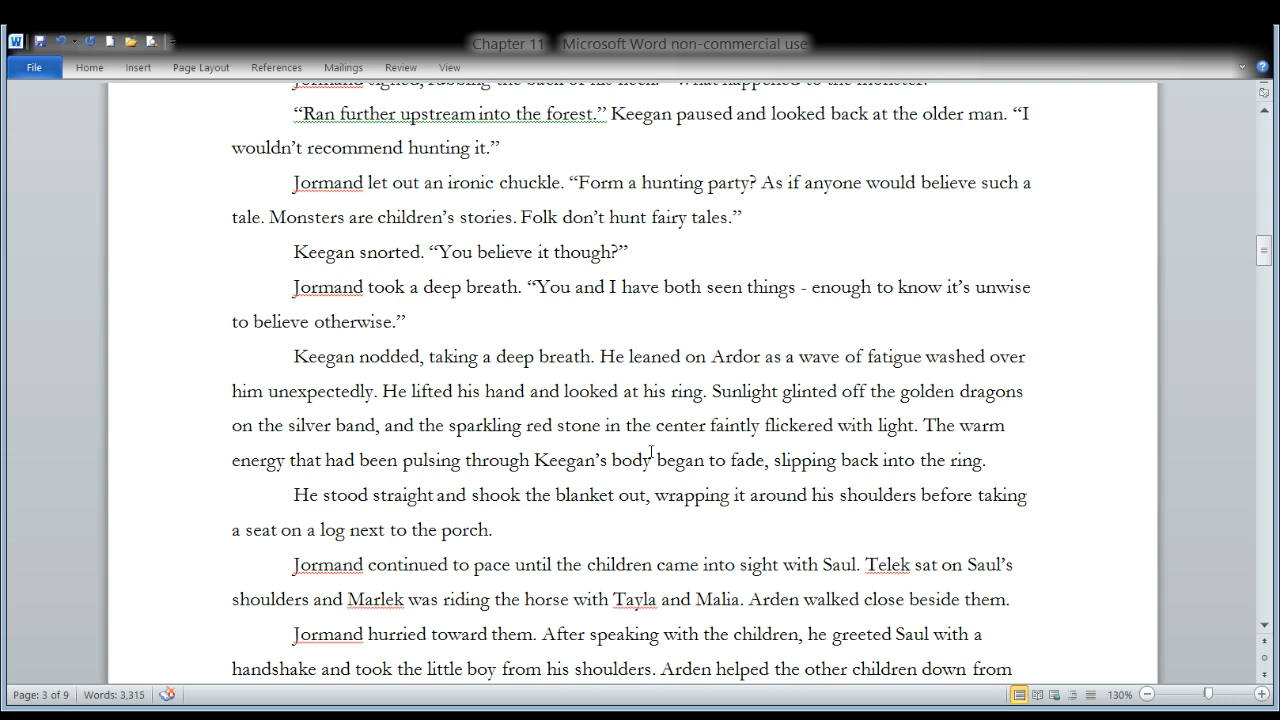 Chapter 11 - Microsoft Word non-commercial use
File Home Insert Page Layout References Mailings Review View
“Ran further upstream into the forest.” Keegan paused and looked back at the older man. “I
wouldn’t recommend hunting it.”
Jormand let out an ironic chuckle. “Form a hunting party? As if anyone would believe such a
tale. Monsters are children’s stories. Folk don’t hunt fairy tales.”
Keegan snorted. “You believe it though?”
Jormand took a deep breath. “You and I have both seen things - enough to know it’s unwise
to believe otherwise.”
Keegan nodded, taking a deep breath. He leaned on Ardor as a wave of fatigue washed over
him unexpectedly. He lifted his hand and looked at his ring. Sunlight glinted off the golden dragons
on the silver band, and the sparkling red stone in the center faintly flickered with light. The warm
energy that had been pulsing through Keegan’s body began to fade, slipping back into the ring.
He stood straight and shook the blanket out, wrapping it around his shoulders before taking
a seat on a log next to the porch.
Jormand continued to pace until the children came into sight with Saul. Telek sat on Saul’s
shoulders and Marlek was riding the horse with Tayla and Malia. Arden walked close beside them.
Jormand hurried toward them. After speaking with the children, he greeted Saul with a
handshake and took the little boy from his shoulders. Arden helped the other children down from
Page: 3 of 9 Words: 3,315 130%